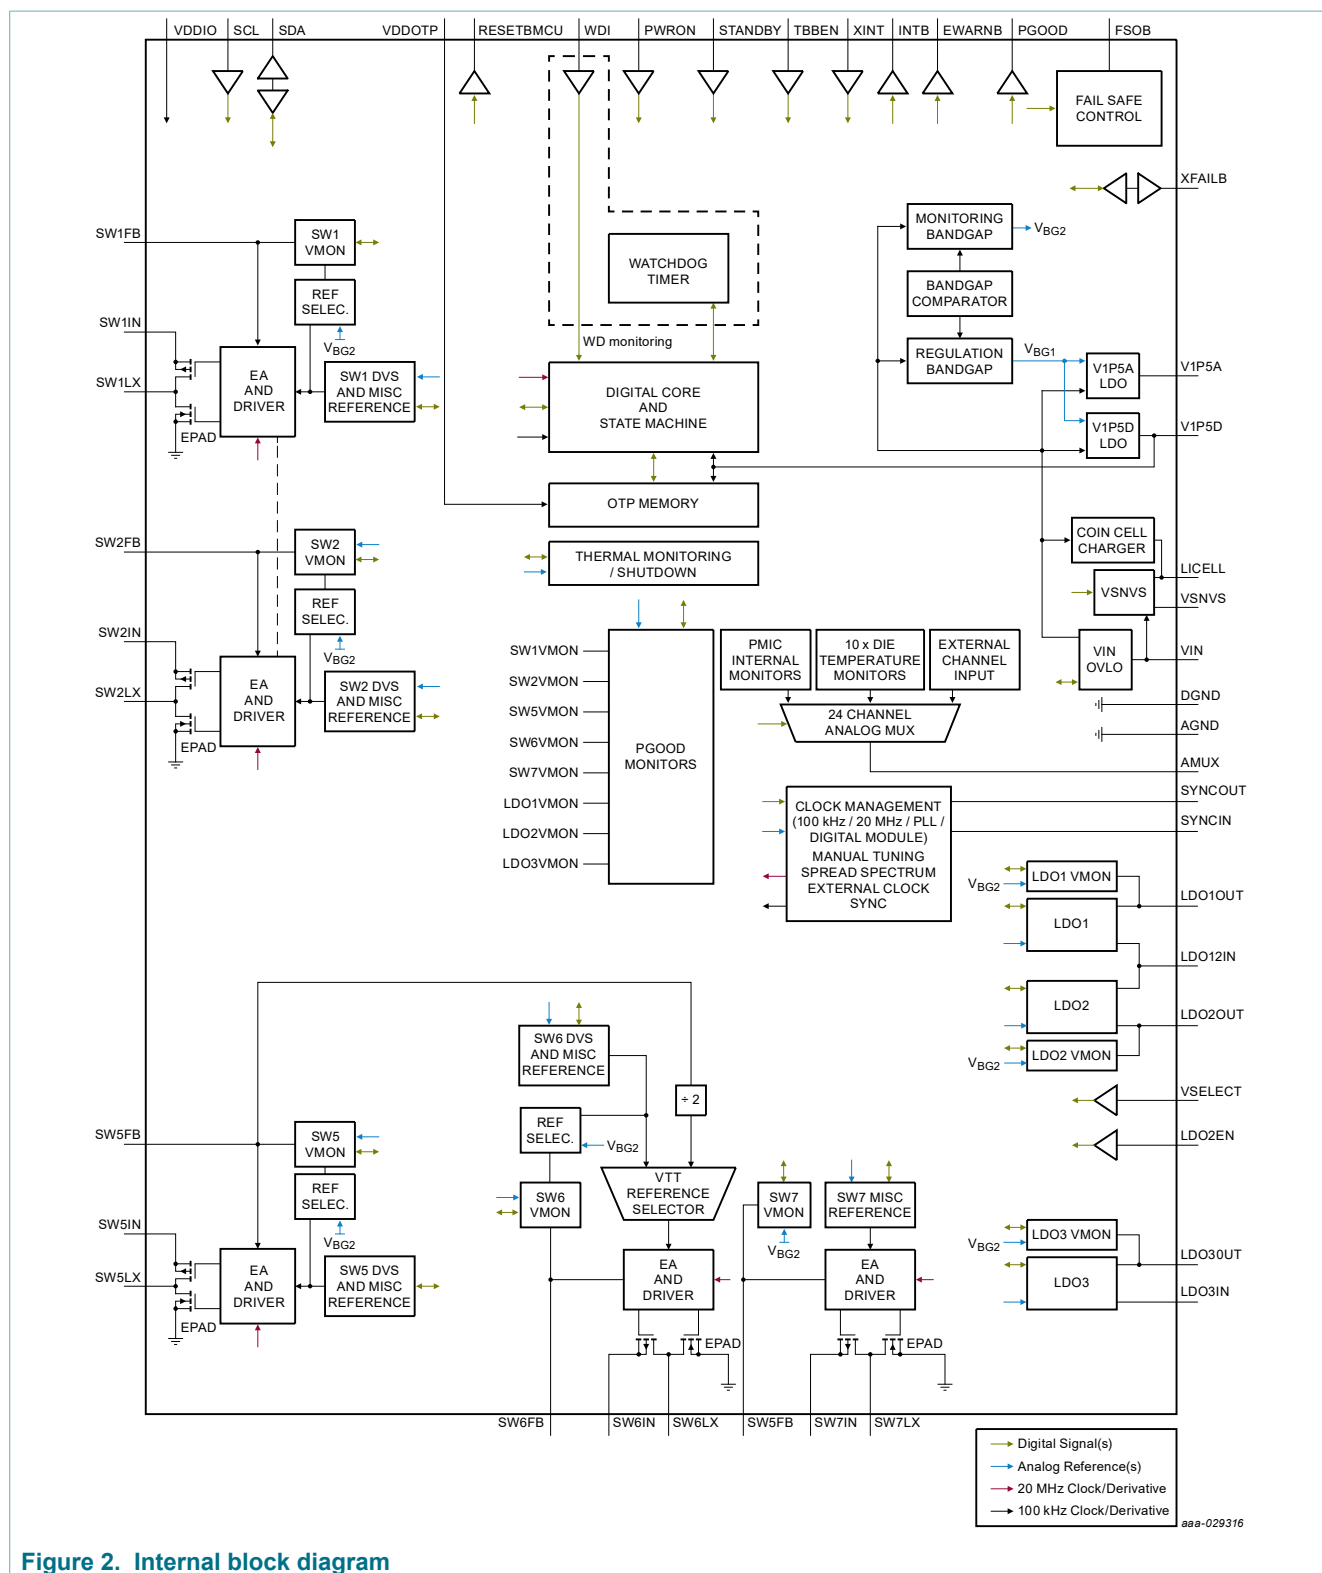 VDDIO SCL SDA VDDOTP RESETBMCU WDI PWRON STANDBY TBBEN XINT INTB EWARNB PGOOD FSOB
FAIL SAFE
CONTROL
XFAILB
MONITORING
BANDGAP
VBG2
BANDGAP
COMPARATOR
REGULATION
BANDGAP
VBG1
V1P5A
LDO
V1P5A
V1P5D
LDO
V1P5D
WATCHDOG
TIMER
WD monitoring
DIGITAL CORE
AND
STATE MACHINE
OTP MEMORY
THERMAL MONITORING
/ SHUTDOWN
SW1FB
SW1
VMON
REF
SELEC.
VBG2
SW1IN
SW1LX
EA
AND
DRIVER
SW1 DVS
AND MISC
REFERENCE
EPAD
SW2FB
SW2
VMON
REF
SELEC.
VBG2
SW2IN
SW2LX
EA
AND
DRIVER
SW2 DVS
AND MISC
REFERENCE
EPAD
COIN CELL
CHARGER
LICELL
VSNVS
VSNVS
VIN
OVLO
VIN
DGND
AGND
AMUX
SYNCOUT
SYNCIN
SW1VMON
SW2VMON
SW5VMON
SW6VMON
SW7VMON
LDO1VMON
LDO2VMON
LDO3VMON
PGOOD
MONITORS
PMIC
INTERNAL
MONITORS
10 x DIE
TEMPERATURE
MONITORS
EXTERNAL
CHANNEL
INPUT
24 CHANNEL
ANALOG MUX
CLOCK MANAGEMENT
(100 kHz / 20 MHz / PLL /
DIGITAL MODULE)
MANUAL TUNING
SPREAD SPECTRUM
EXTERNAL CLOCK
SYNC
LDO1 VMON
VBG2
LDO1
LDO1OUT
LDO12IN
LDO2
LDO2OUT
LDO2 VMON
VBG2
VSELECT
LDO2EN
LDO3 VMON
VBG2
LDO3
LDO30UT
LDO3IN
SW6 DVS
AND MISC
REFERENCE
÷ 2
REF
SELEC.
VBG2
VTT
REFERENCE
SELECTOR
SW6
VMON
EA
AND
DRIVER
EPAD
SW7
VMON
VBG2
SW7 MISC
REFERENCE
EA
AND
DRIVER
EPAD
SW5FB
SW5
VMON
REF
SELEC.
VBG2
SW5IN
SW5LX
EA
AND
DRIVER
SW5 DVS
AND MISC
REFERENCE
EPAD
SW6FB SW6IN SW6LX SW5FB SW7IN SW7LX
Digital Signal(s)
Analog Reference(s)
20 MHz Clock/Derivative
100 kHz Clock/Derivative
aaa-029316
Figure 2. Internal block diagram